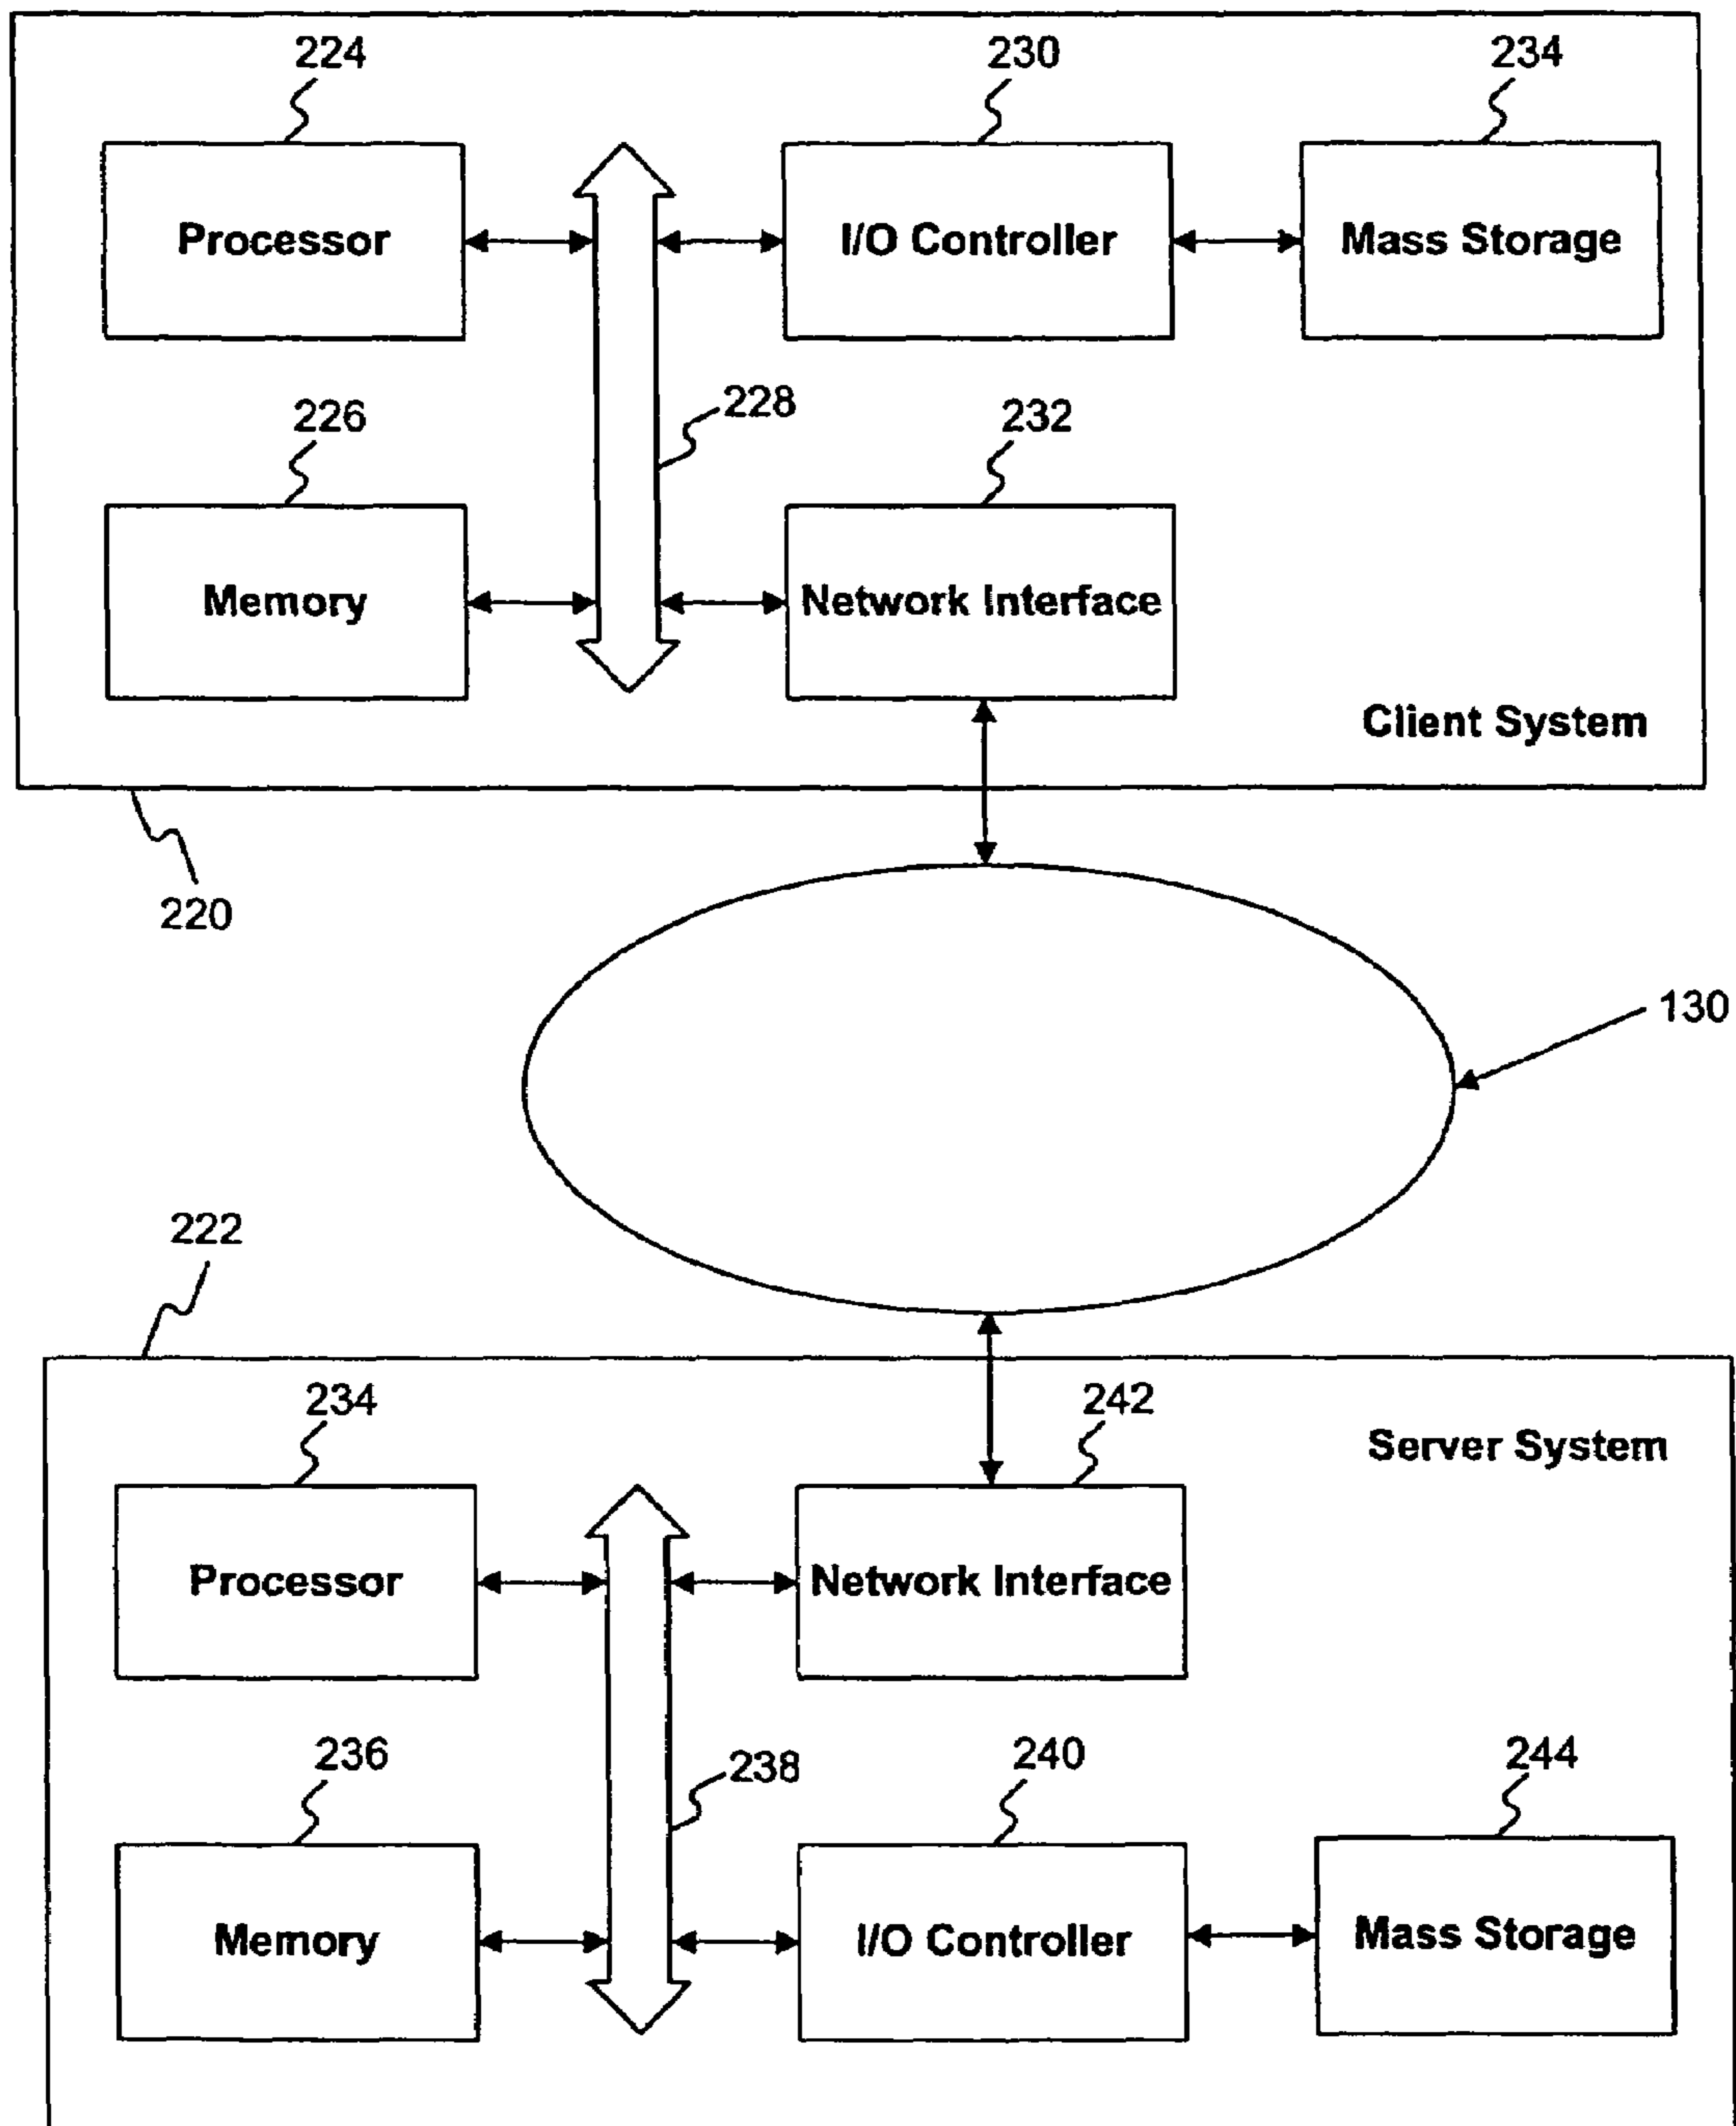 224 230 234
Processor I/O Controller Mass Storage
228
226 232
Memory Network Interface
Client System
220
130
222
234 242
Server System
Processor Network Interface
236 238 240 244
Memory I/O Controller Mass Storage